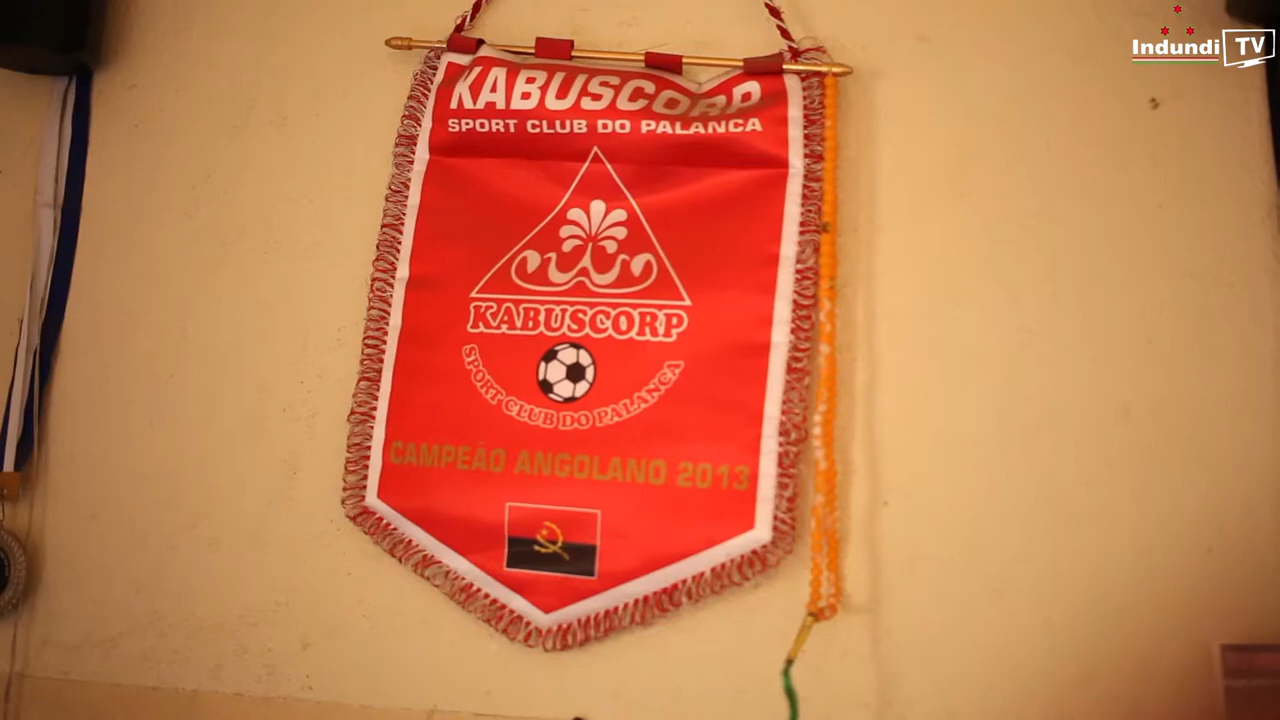 Indundi TV
KABUSCORP
SPORT CLUB DO PALANCA
KABUSCORP
SPORT CLUB DO PALANCA
CAMPEÃO ANGOLANO 2013